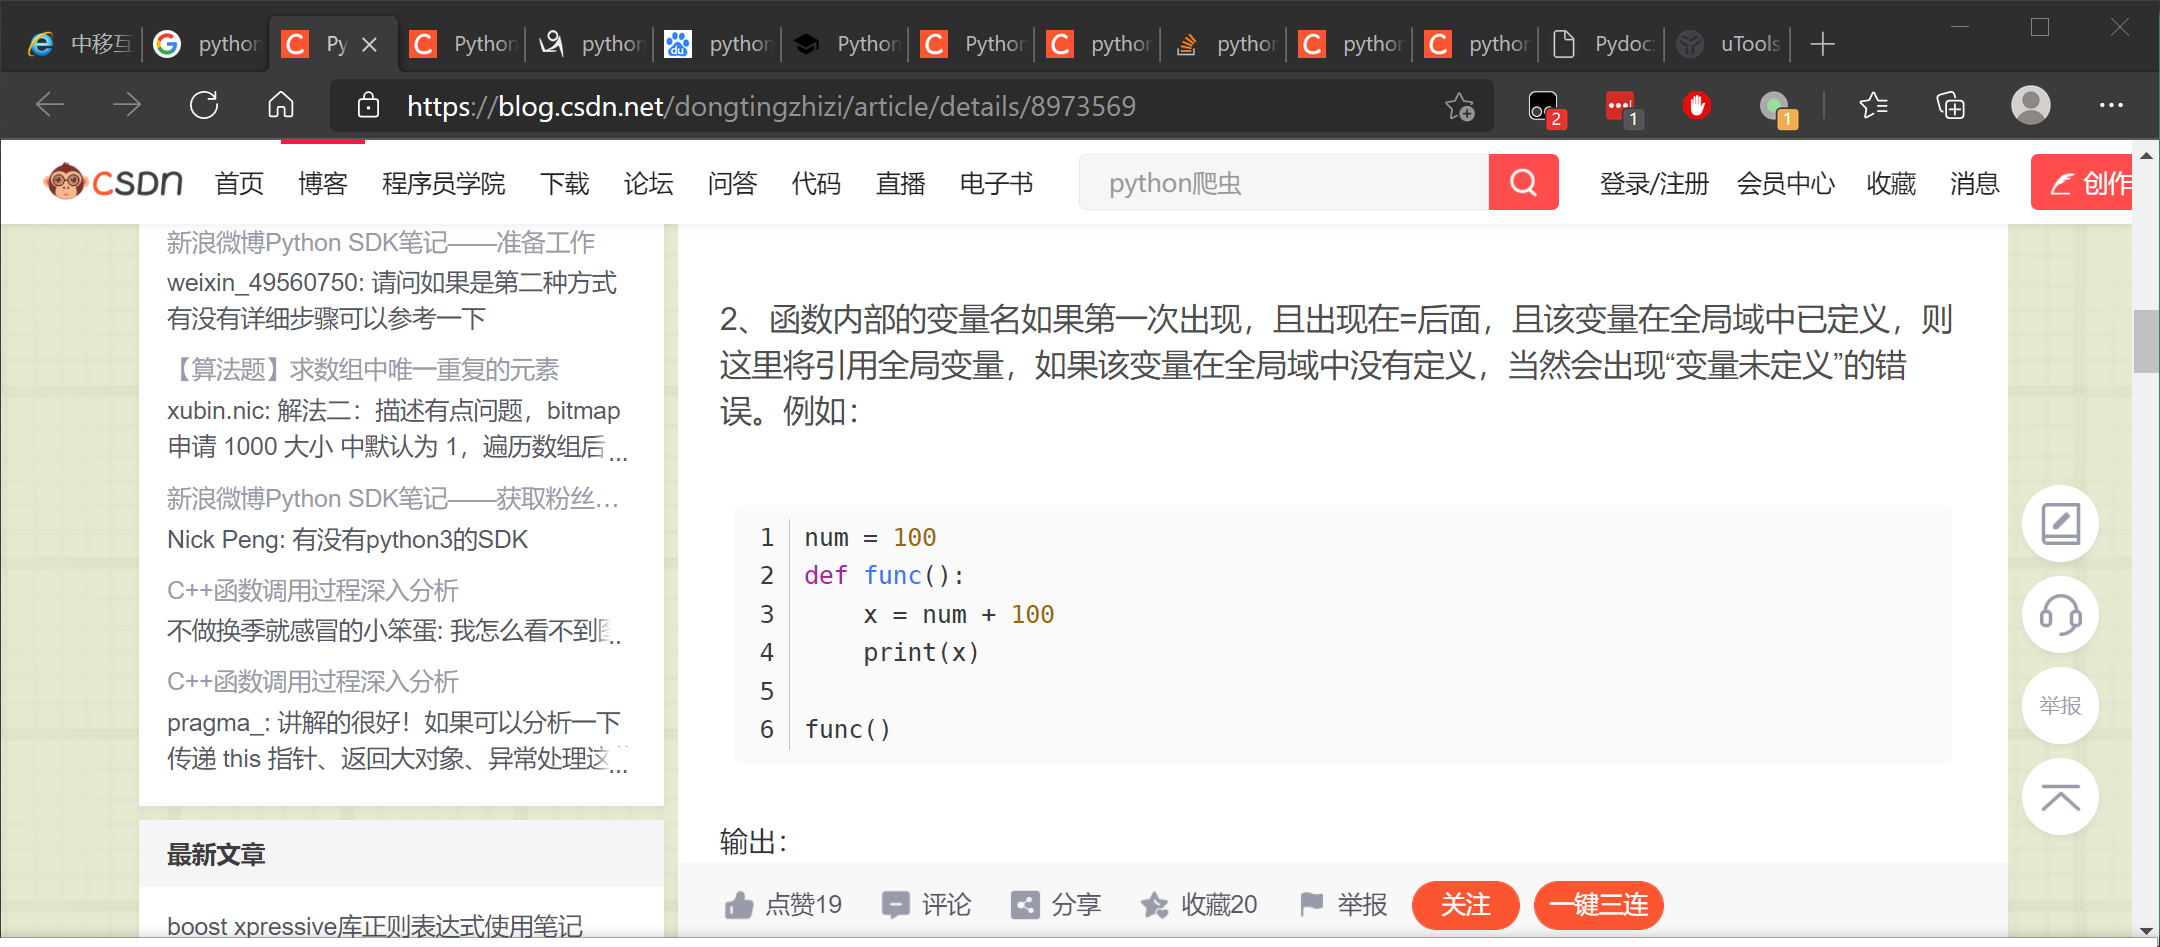 中移互
python
Py
Python
python
python
Python
Python
python
python
python
python
Pydoc
uTools
https://blog.csdn.net/dongtingzhizi/article/details/8973569
2
1
1
CSDN
首页
博客
程序员学院
下载
论坛
问答
代码
直播
电子书
python爬虫
登录/注册
会员中心
收藏
消息
创作
新浪微博Python SDK笔记——准备工作
weixin_49560750: 请问如果是第二种方式
有没有详细步骤可以参考一下
【算法题】求数组中唯一重复的元素
xubin.nic: 解法二：描述有点问题，bitmap
申请 1000 大小 中默认为 1，遍历数组后...
新浪微博Python SDK笔记——获取粉丝...
Nick Peng: 有没有python3的SDK
C++函数调用过程深入分析
不做换季就感冒的小笨蛋: 我怎么看不到图...
C++函数调用过程深入分析
pragma_: 讲解的很好！如果可以分析一下
传递 this 指针、返回大对象、异常处理这...
最新文章
boost xpressive库正则表达式使用笔记
2、函数内部的变量名如果第一次出现，且出现在=后面，且该变量在全局域中已定义，则
这里将引用全局变量，如果该变量在全局域中没有定义，当然会出现“变量未定义”的错
误。例如：
1 num = 100
2 def func():
3     x = num + 100
4     print(x)
5
6 func()
输出：
点赞19
评论
分享
收藏20
举报
关注
一键三连
举报